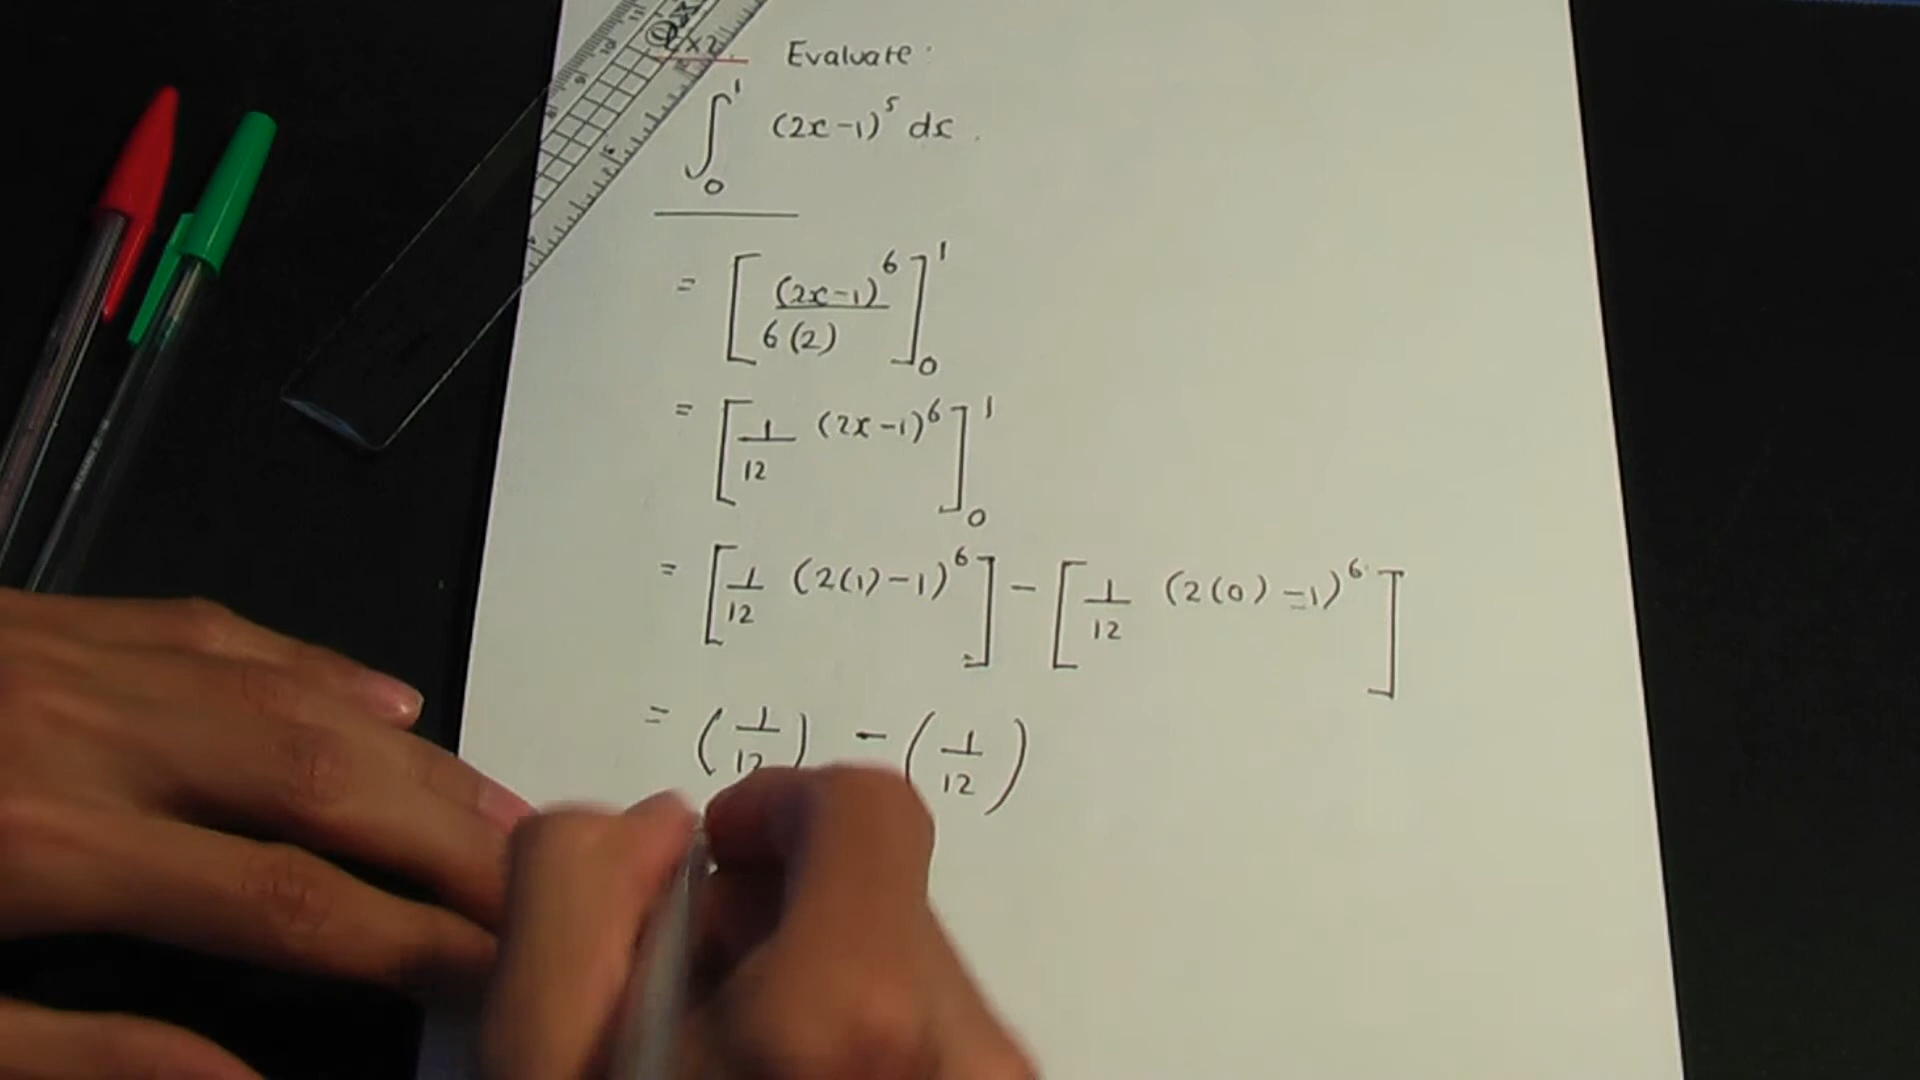 Ex2. Evaluate:
∫₀¹ (2x-1)⁵ dx.
= [(2x-1)⁶ / 6(2)]₀¹
= [1/12 (2x-1)⁶]₀¹
= [1/12 (2(1)-1)⁶] - [1/12 (2(0)-1)⁶]
= (1/12) - (1/12)